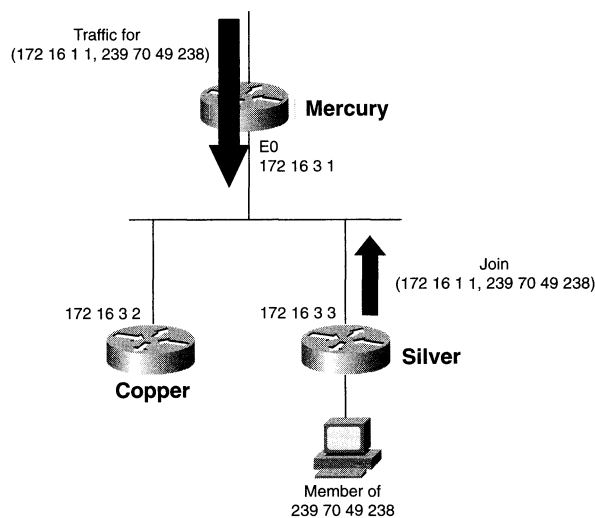 Traffic for
(172 16 1 1, 239 70 49 238)
Mercury
E0
172 16 3 1
Join
(172 16 1 1, 239 70 49 238)
172 16 3 2
172 16 3 3
Copper
Silver
Member of
239 70 49 238